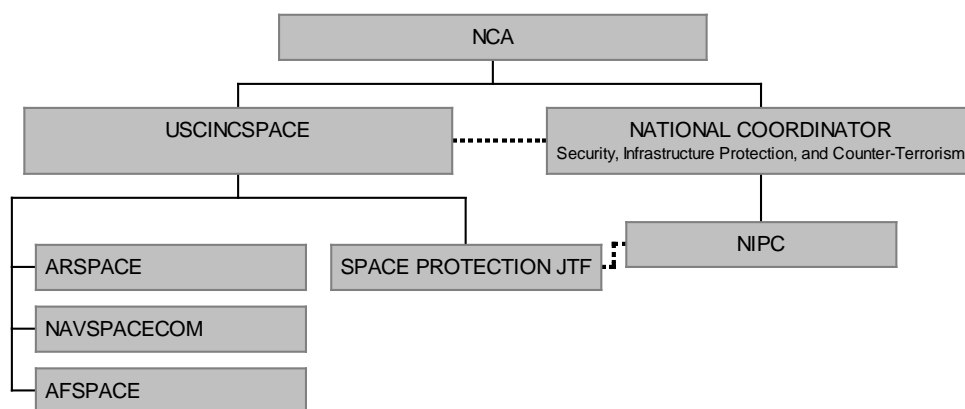 NCA
USCINCSPACE
NATIONAL COORDINATOR
Security, Infrastructure Protection, and Counter-Terrorism
NIPC
ARSPACE
SPACE PROTECTION JTF
NAVSPACECOM
AFSPACE